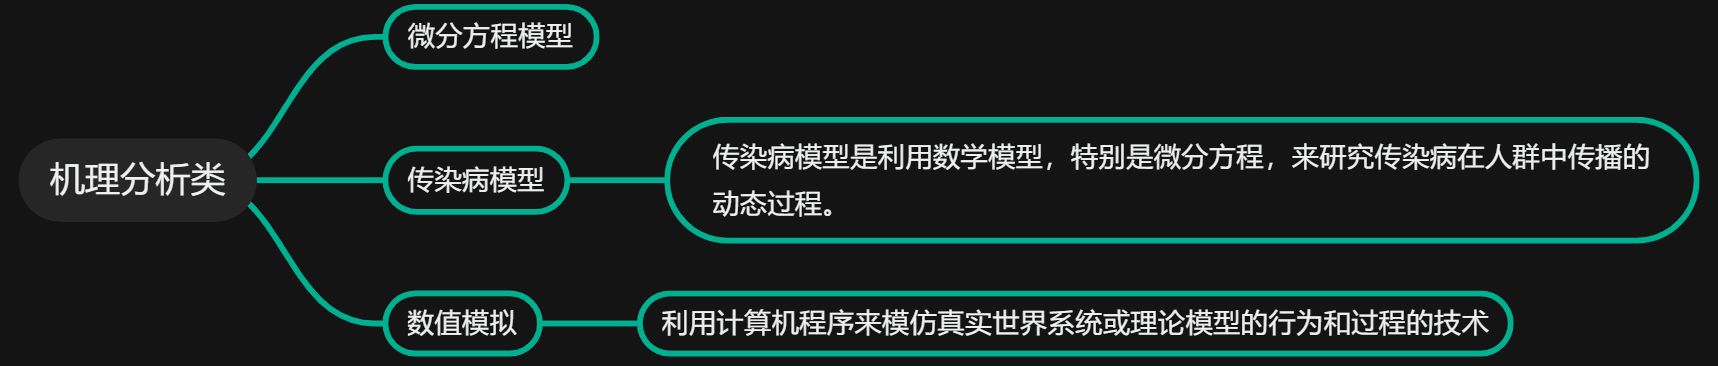 微分方程模型
机理分析类
传染病模型
传染病模型是利用数学模型，特别是微分方程，来研究传染病在人群中传播的
动态过程。
数值模拟
利用计算机程序来模仿真实世界系统或理论模型的行为和过程的技术